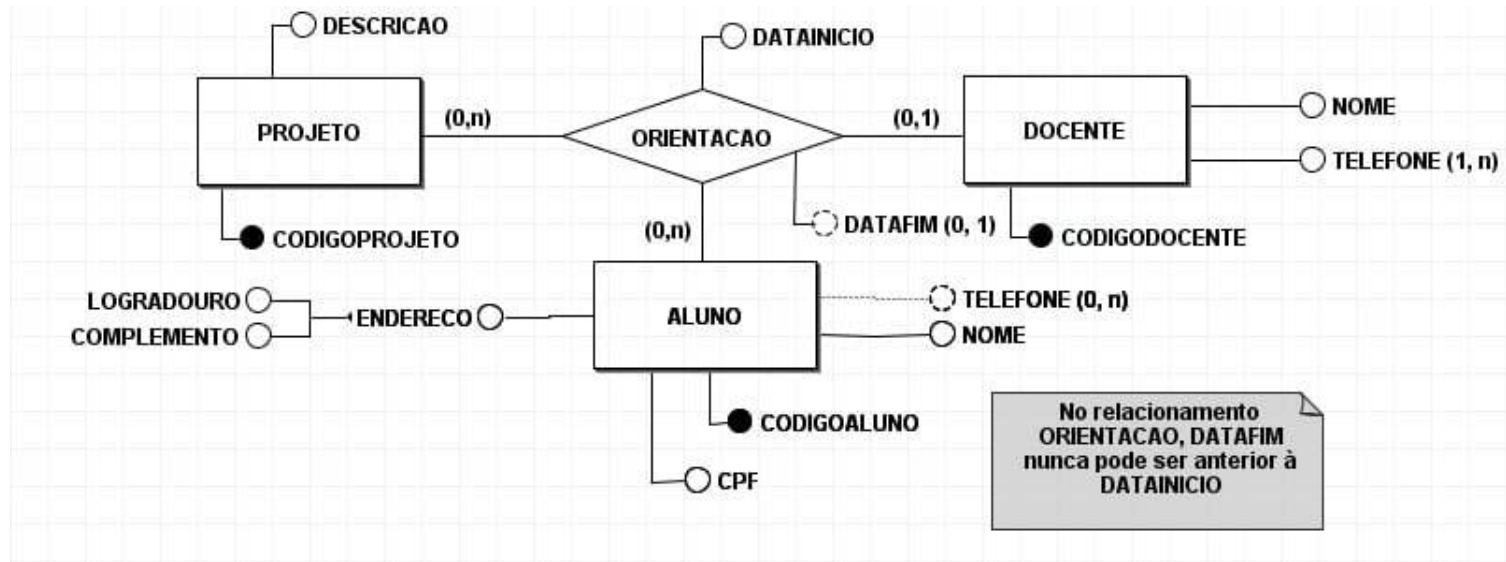 DESCRICAO
DATAINICIO
PROJETO
(0,n)
ORIENTACAO
(0,1)
DOCENTE
NOME
TELEFONE (1, n)
CODIGOPROJETO
(0,n)
DATAFIM (0, 1)
CODIGODOCENTE
LOGRADOURO
COMPLEMENTO
ENDERECO
ALUNO
TELEFONE (0, n)
NOME
CODIGOALUNO
CPF
No relacionamento
ORIENTACAO, DATAFIM
nunca pode ser anterior à
DATAINICIO